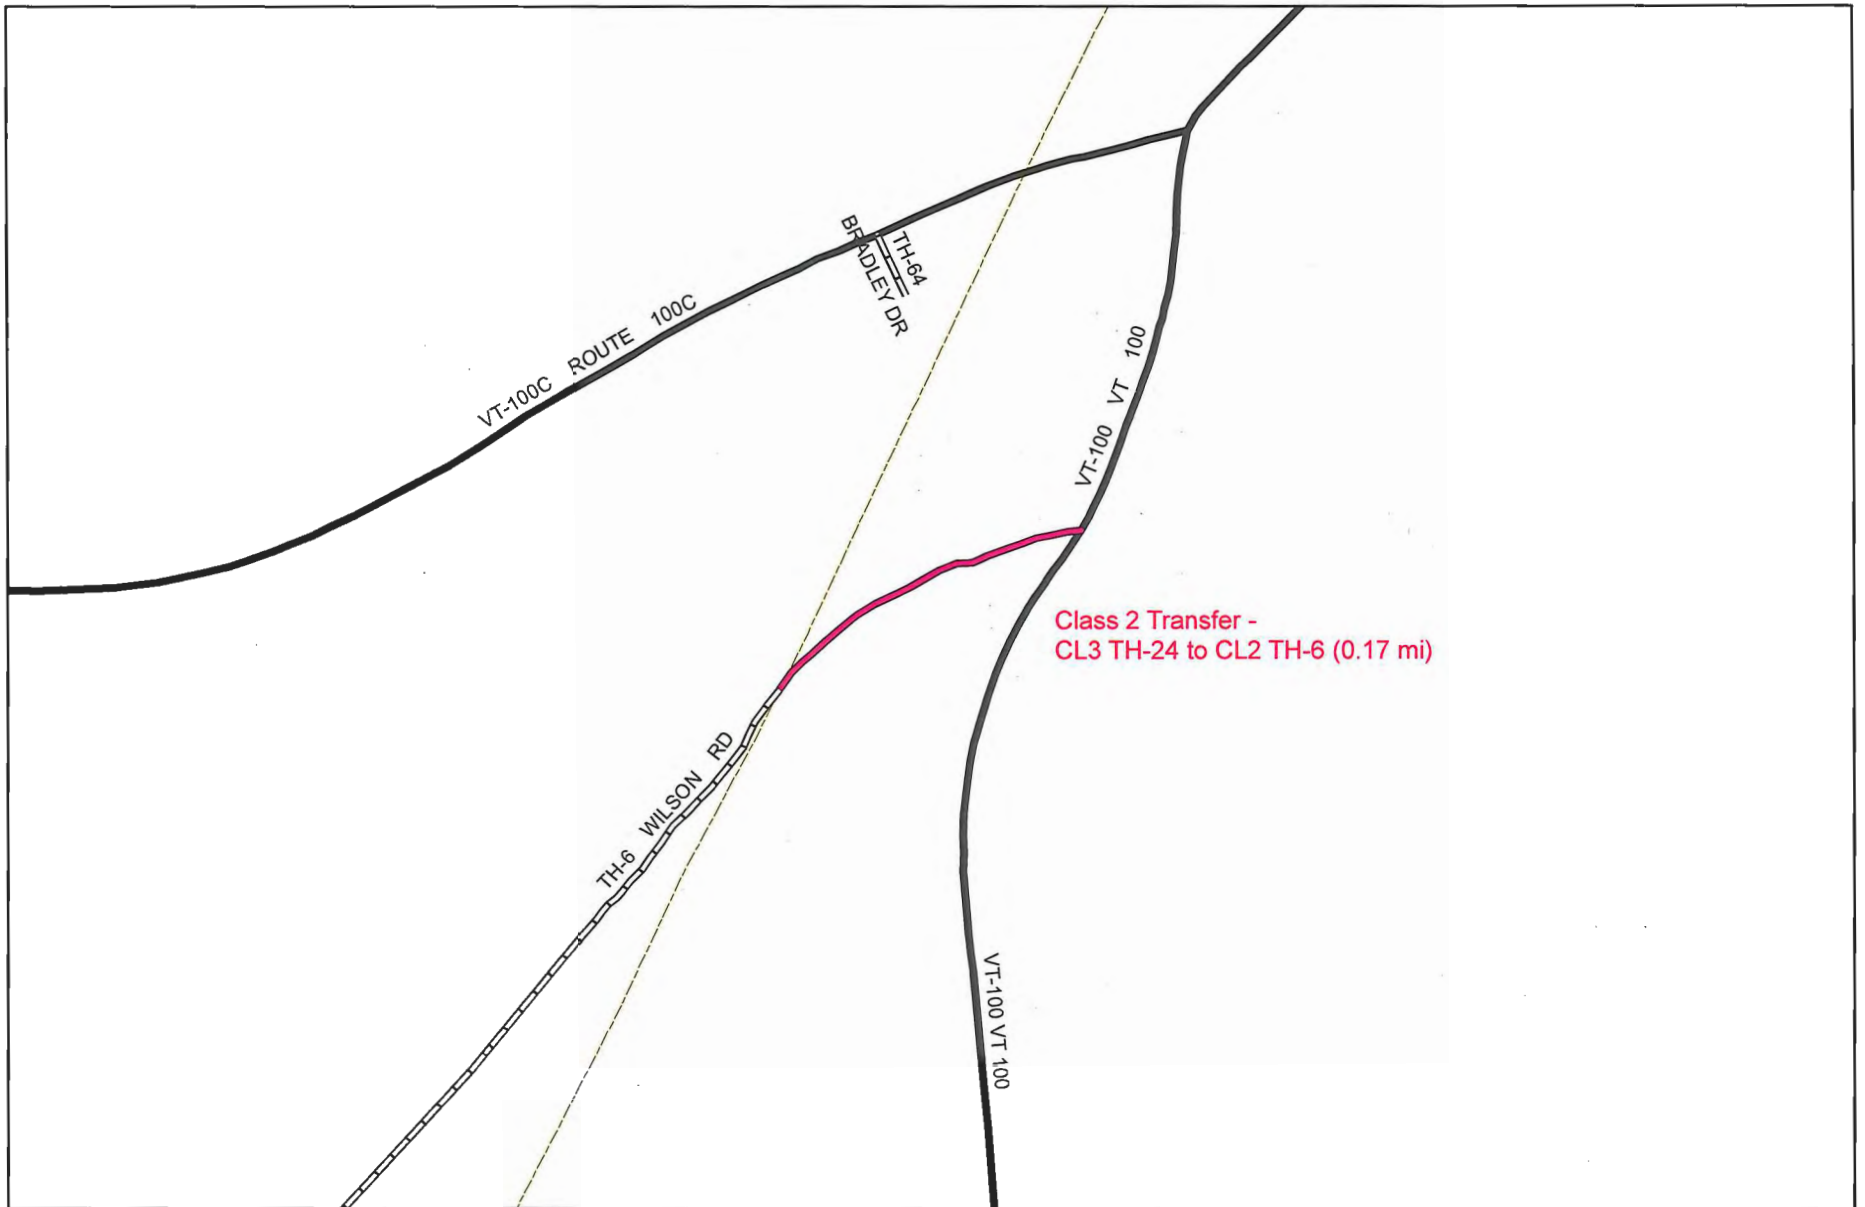 TH-64
BRADLEY DR
VT-100C ROUTE 100C
VT-100 VT 100
Class 2 Transfer -
CL3 TH-24 to CL2 TH-6 (0.17 mi)
TH-6 WILSON RD
VT-100 VT 100